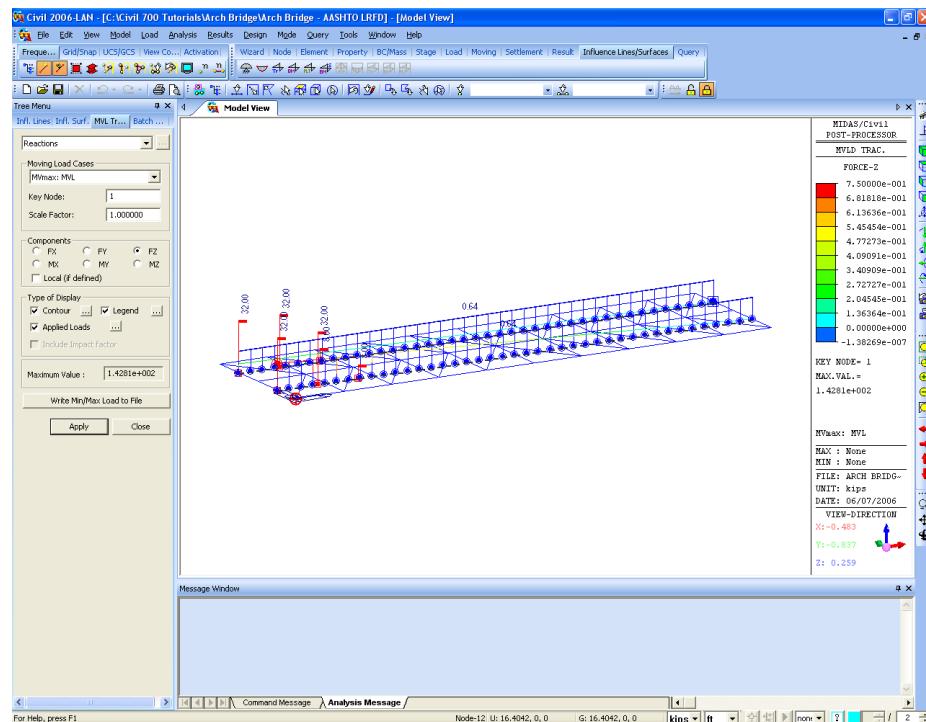 Civil 2006-LAN - [C:\Civil 700 Tutorials\Arch Bridge\Arch Bridge - AASHTO LRFD] - [Model View]
File Edit View Model Load Analysis Results Design Mode Query Tools Window Help
Freque... Grid/Snap UCS/GCS View Co... Activation Wizard Node Element Property BC/Mass Stage Load Moving Settlement Result Influence Lines/Surfaces Query
Tree Menu
Infl. Lines Infl. Surf. MVL Tr... Batch ...
Reactions
Moving Load Cases
MVmax: MVL
Key Node: 1
Scale Factor: 1.000000
Components
FX FY FZ
MX MY MZ
Local (if defined)
Type of Display
Contour ... Legend ...
Applied Loads ...
Include Impact Factor
Maximum Value : 1.4281e+002
Write Min/Max Load to File
Apply Close
Model View
32.00
32.00
32.00
0.64
MIDAS/Civil
POST-PROCESSOR
MVLD TRAC.
FORCE-Z
7.50000e-001
6.81818e-001
6.13636e-001
5.45454e-001
4.77273e-001
4.09091e-001
3.40909e-001
2.72727e-001
2.04545e-001
1.36364e-001
0.00000e+000
-1.38269e-007
KEY NODE= 1
MAX.VAL.=
1.4281e+002
MVmax: MVL
MAX : None
MIN : None
FILE: ARCH BRIDG~
UNIT: kips
DATE: 06/07/2006
VIEW-DIRECTION
X:-0.483
Y:-0.837
Z: 0.259
Message Window
Command Message Analysis Message
For Help, press F1
Node-12 U: 16.4042, 0, 0 G: 16.4042, 0, 0 kips ft non 2